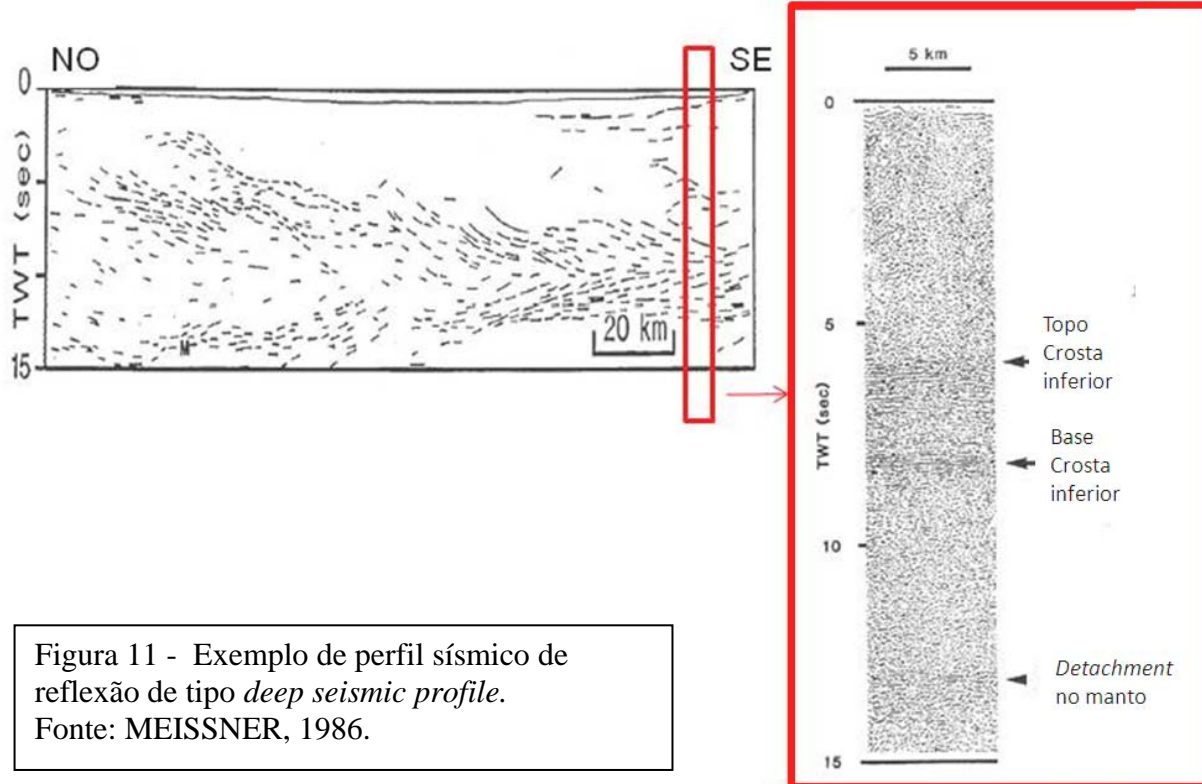 NO
SE
0
TWT (sec)
15
20 km
M
5 km
0
5
TWT (sec)
10
15
Topo
Crosta
inferior
Base
Crosta
inferior
Detachment
no manto
Figura 11 - Exemplo de perfil sísmico de
reflexão de tipo deep seismic profile.
Fonte: MEISSNER, 1986.